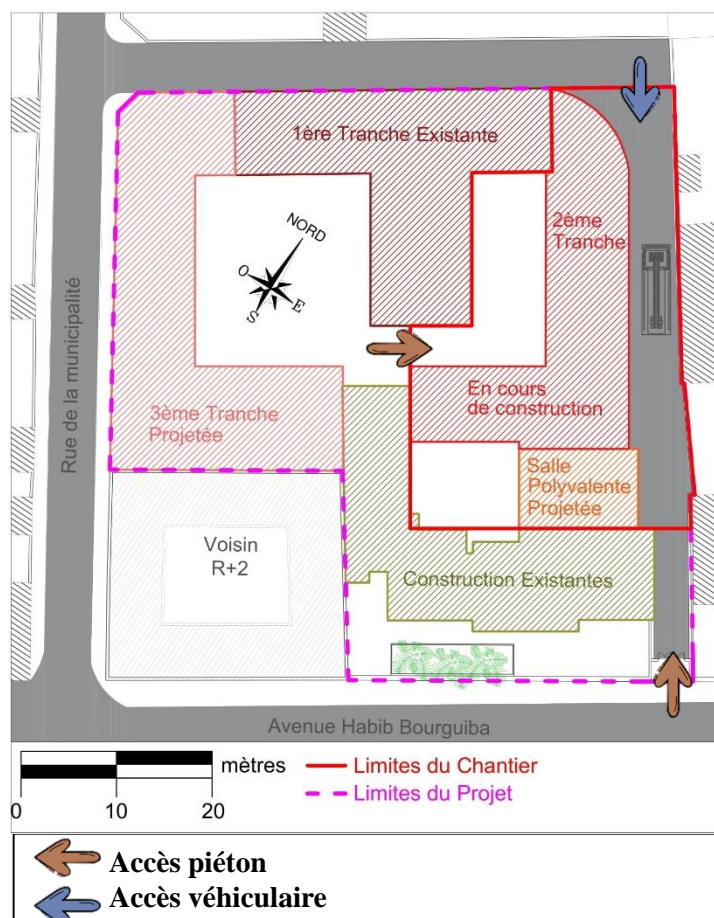 1ère Tranche Existante
2ème
Tranche
NORD
O
E
S
En cours
de construction
3ème Tranche
Projetée
Rue de la municipalité
Salle
Polyvalente
Projetée
Voisin
R+2
Construction Existantes
Avenue Habib Bourguiba
mètres
0 10 20
Limites du Chantier
Limites du Projet
Accès piéton
Accès véhiculaire